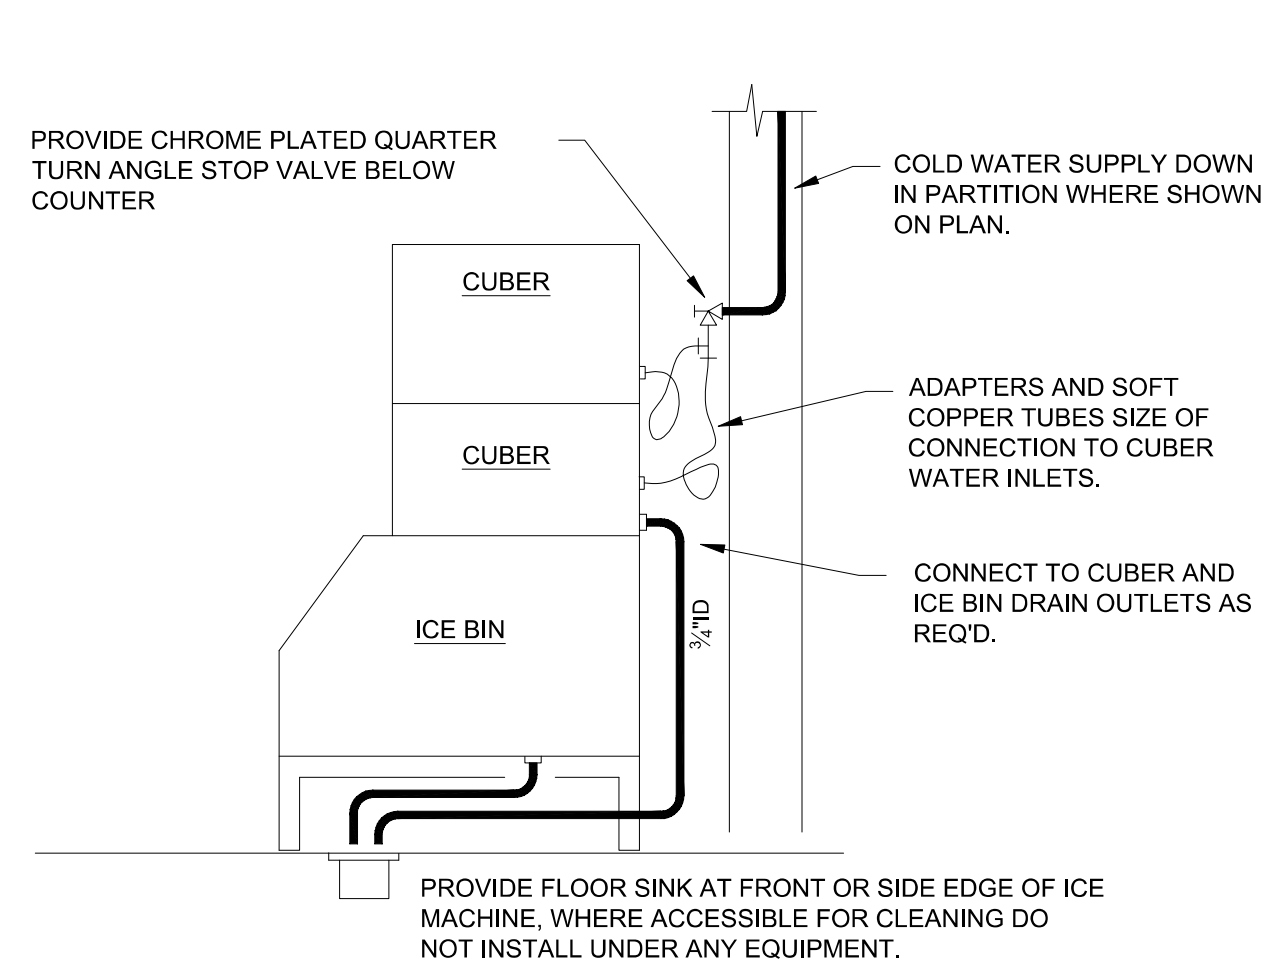 PROVIDE CHROME PLATED QUARTER
TURN ANGLE STOP VALVE BELOW
COUNTER
COLD WATER SUPPLY DOWN
IN PARTITION WHERE SHOWN
ON PLAN.
CUBER
ADAPTERS AND SOFT
COPPER TUBES SIZE OF
CONNECTION TO CUBER
WATER INLETS.
CUBER
CONNECT TO CUBER AND
ICE BIN DRAIN OUTLETS AS
REQ'D.
ICE BIN
¾"ID
PROVIDE FLOOR SINK AT FRONT OR SIDE EDGE OF ICE
MACHINE, WHERE ACCESSIBLE FOR CLEANING DO
NOT INSTALL UNDER ANY EQUIPMENT.